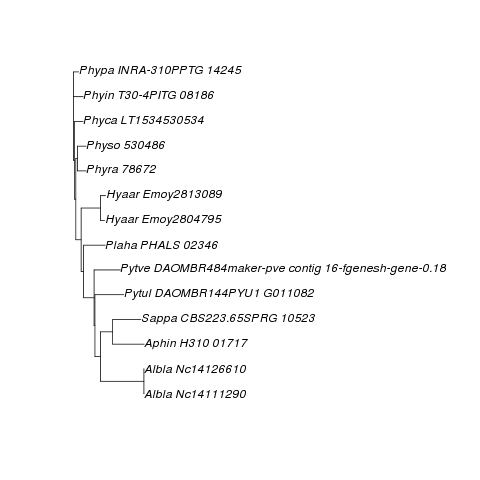 Phypa INRA-310PPTG 14245
Phyin T30-4PITG 08186
Phyca LT1534530534
Physo 530486
Phyra 78672
Hyaar Emoy2813089
Hyaar Emoy2804795
Plaha PHALS 02346
Pytve DAOMBR484maker-pve contig 16-fgenesh-gene-0.18
Pytul DAOMBR144PYU1 G011082
Sappa CBS223.65SPRG 10523
Aphin H310 01717
Albla Nc14126610
Albla Nc14111290